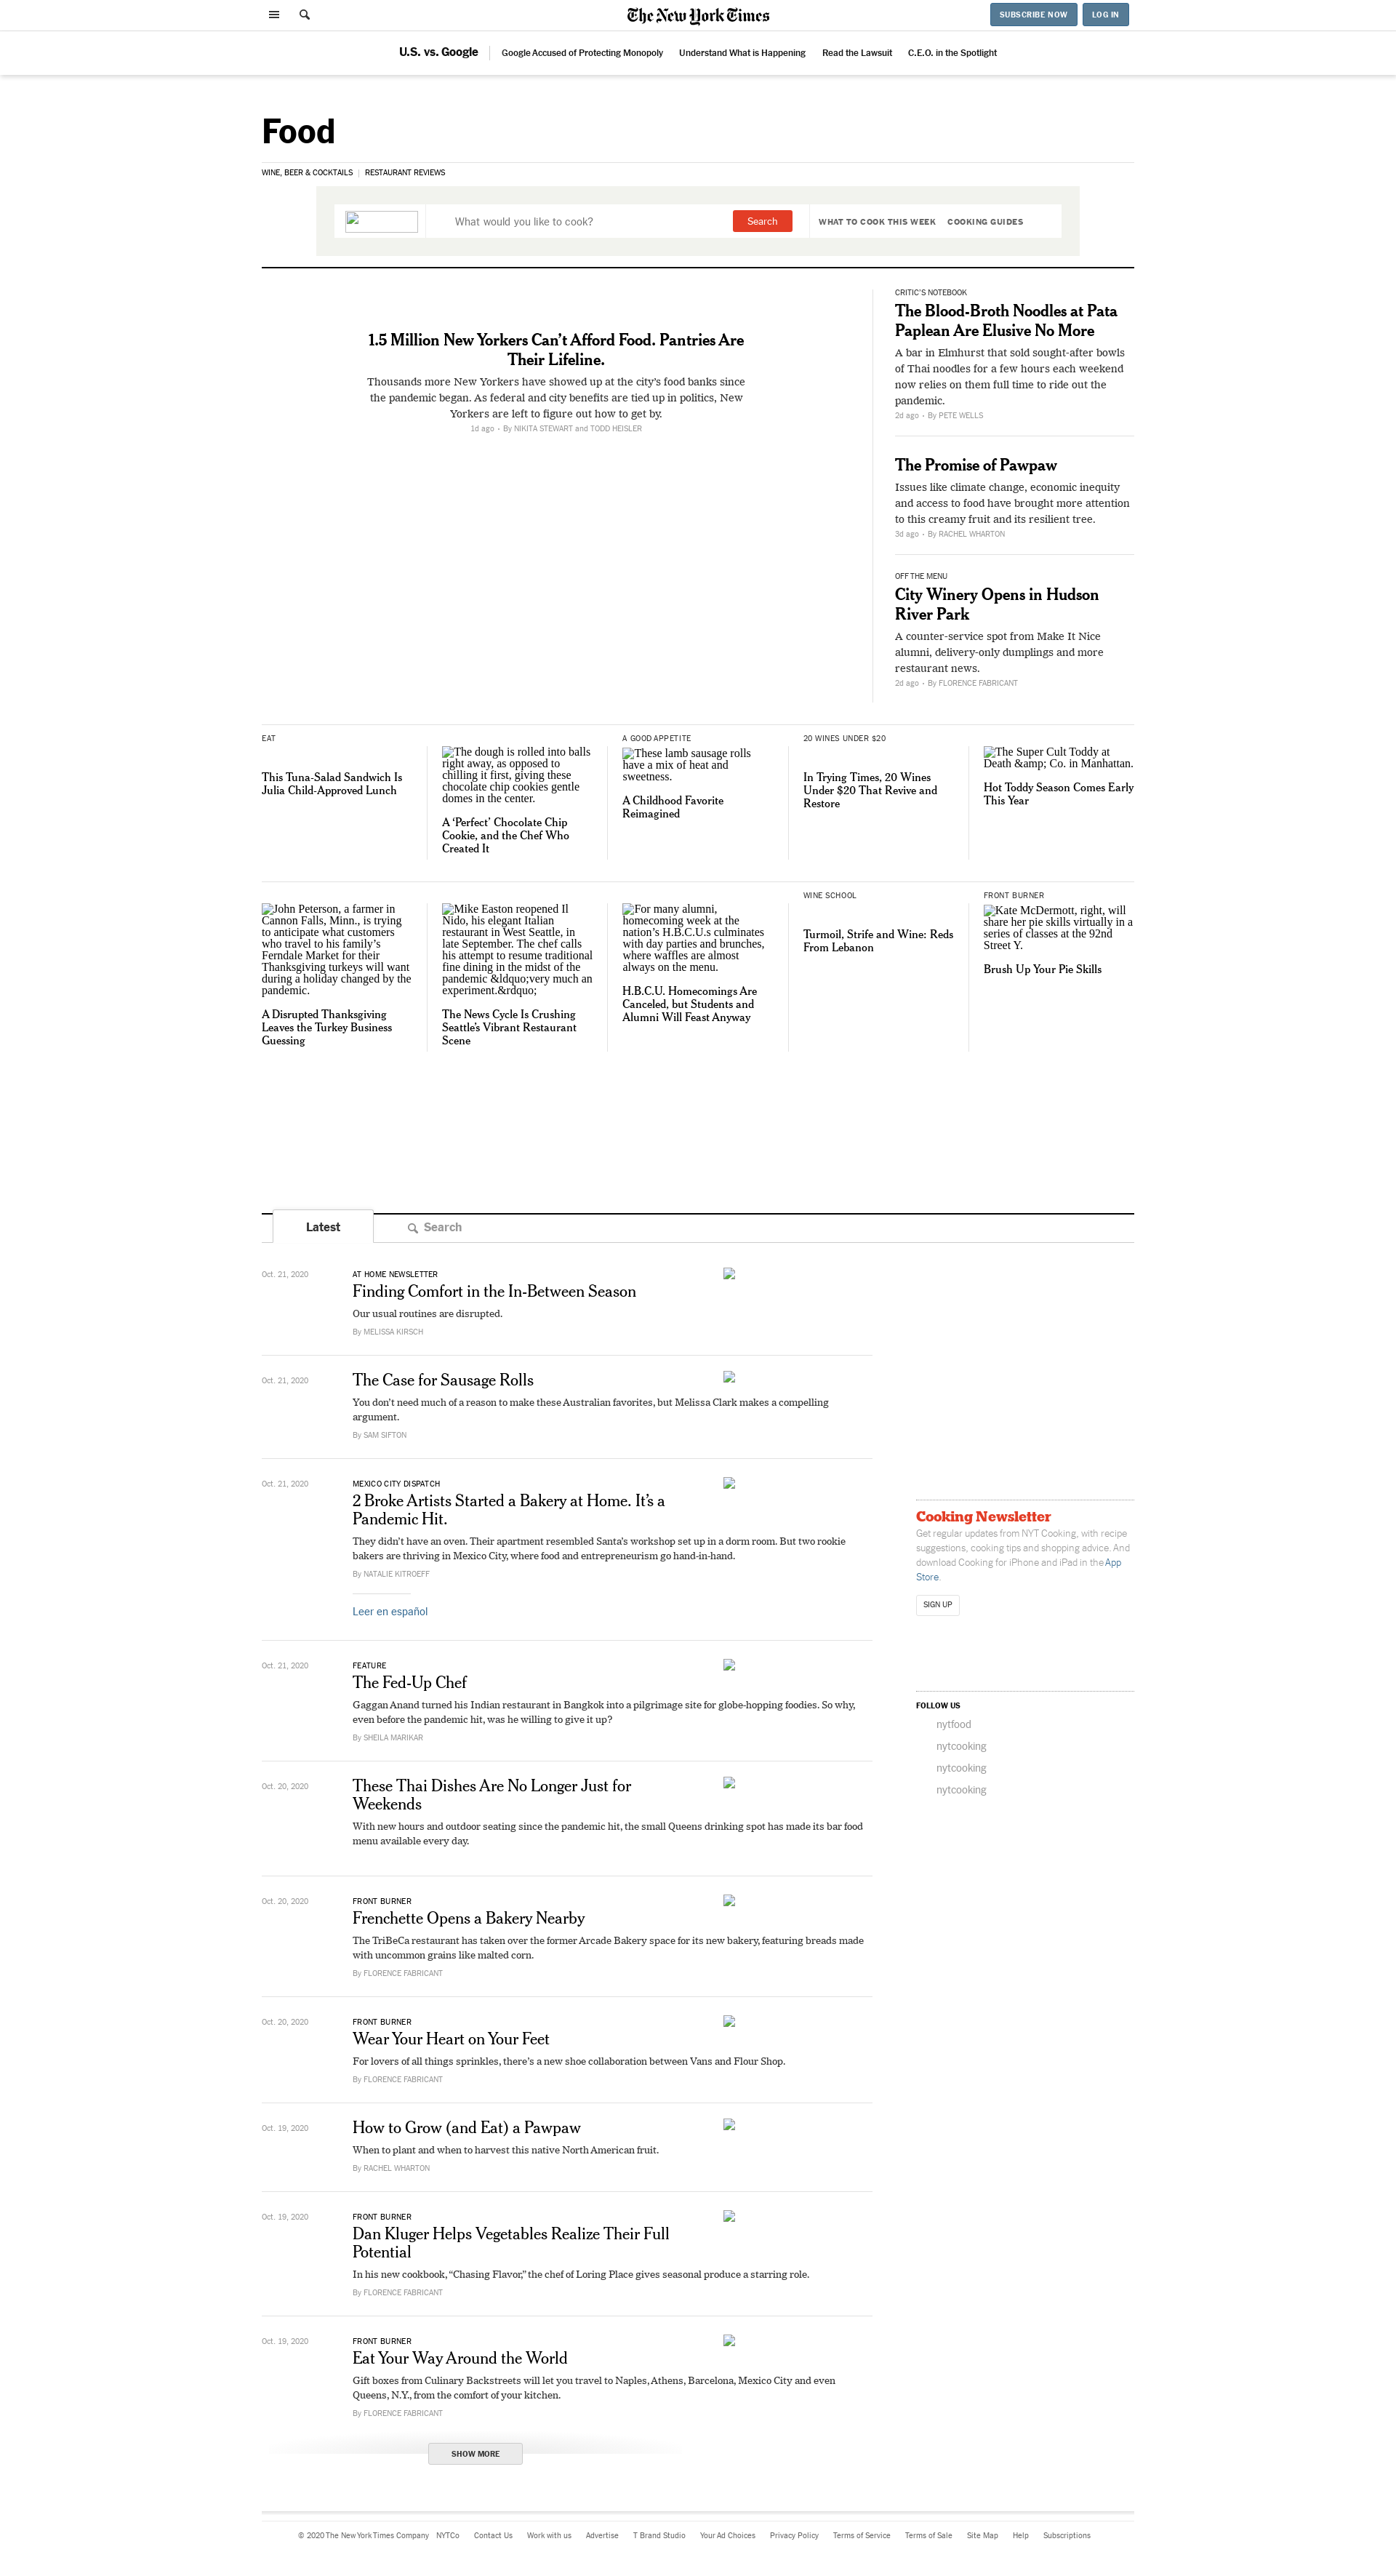 The New York Times
SUBSCRIBE NOW
LOG IN
U.S. vs. Google
Google Accused of Protecting Monopoly
Understand What is Happening
Read the Lawsuit
C.E.O. in the Spotlight
Food
WINE, BEER & COCKTAILS
RESTAURANT REVIEWS
What would you like to cook?
Search
WHAT TO COOK THIS WEEK
COOKING GUIDES
1.5 Million New Yorkers Can’t Afford Food. Pantries Are
Their Lifeline.
Thousands more New Yorkers have showed up at the city’s food banks since
the pandemic began. As federal and city benefits are tied up in politics, New
Yorkers are left to figure out how to get by.
1d ago • By NIKITA STEWART and TODD HEISLER
CRITIC’S NOTEBOOK
The Blood-Broth Noodles at Pata
Paplean Are Elusive No More
A bar in Elmhurst that sold sought-after bowls
of Thai noodles for a few hours each weekend
now relies on them full time to ride out the
pandemic.
2d ago • By PETE WELLS
The Promise of Pawpaw
Issues like climate change, economic inequity
and access to food have brought more attention
to this creamy fruit and its resilient tree.
3d ago • By RACHEL WHARTON
OFF THE MENU
City Winery Opens in Hudson
River Park
A counter-service spot from Make It Nice
alumni, delivery-only dumplings and more
restaurant news.
2d ago • By FLORENCE FABRICANT
EAT
This Tuna-Salad Sandwich Is
Julia Child-Approved Lunch
The dough is rolled into balls
right away, as opposed to
chilling it first, giving these
chocolate chip cookies gentle
domes in the center.
A ‘Perfect’ Chocolate Chip
Cookie, and the Chef Who
Created It
A GOOD APPETITE
These lamb sausage rolls
have a mix of heat and
sweetness.
A Childhood Favorite
Reimagined
20 WINES UNDER $20
In Trying Times, 20 Wines
Under $20 That Revive and
Restore
The Super Cult Toddy at
Death &amp; Co. in Manhattan.
Hot Toddy Season Comes Early
This Year
John Peterson, a farmer in
Cannon Falls, Minn., is trying
to anticipate what customers
who travel to his family’s
Ferndale Market for their
Thanksgiving turkeys will want
during a holiday changed by the
pandemic.
A Disrupted Thanksgiving
Leaves the Turkey Business
Guessing
Mike Easton reopened Il
Nido, his elegant Italian
restaurant in West Seattle, in
late September. The chef calls
his attempt to resume traditional
fine dining in the midst of the
pandemic &ldquo;very much an
experiment.&rdquo;
The News Cycle Is Crushing
Seattle’s Vibrant Restaurant
Scene
For many alumni,
homecoming week at the
nation’s H.B.C.U.s culminates
with day parties and brunches,
where waffles are almost
always on the menu.
H.B.C.U. Homecomings Are
Canceled, but Students and
Alumni Will Feast Anyway
WINE SCHOOL
Turmoil, Strife and Wine: Reds
From Lebanon
FRONT BURNER
Kate McDermott, right, will
share her pie skills virtually in a
series of classes at the 92nd
Street Y.
Brush Up Your Pie Skills
Latest
Search
Oct. 21, 2020
AT HOME NEWSLETTER
Finding Comfort in the In-Between Season
Our usual routines are disrupted.
By MELISSA KIRSCH
Oct. 21, 2020
The Case for Sausage Rolls
You don’t need much of a reason to make these Australian favorites, but Melissa Clark makes a compelling
argument.
By SAM SIFTON
Oct. 21, 2020
MEXICO CITY DISPATCH
2 Broke Artists Started a Bakery at Home. It’s a
Pandemic Hit.
They didn’t have an oven. Their apartment resembled Santa’s workshop set up in a dorm room. But two rookie
bakers are thriving in Mexico City, where food and entrepreneurism go hand-in-hand.
By NATALIE KITROEFF
Leer en español
Oct. 21, 2020
FEATURE
The Fed-Up Chef
Gaggan Anand turned his Indian restaurant in Bangkok into a pilgrimage site for globe-hopping foodies. So why,
even before the pandemic hit, was he willing to give it up?
By SHEILA MARIKAR
Oct. 20, 2020
These Thai Dishes Are No Longer Just for
Weekends
With new hours and outdoor seating since the pandemic hit, the small Queens drinking spot has made its bar food
menu available every day.
Oct. 20, 2020
FRONT BURNER
Frenchette Opens a Bakery Nearby
The TriBeCa restaurant has taken over the former Arcade Bakery space for its new bakery, featuring breads made
with uncommon grains like malted corn.
By FLORENCE FABRICANT
Oct. 20, 2020
FRONT BURNER
Wear Your Heart on Your Feet
For lovers of all things sprinkles, there’s a new shoe collaboration between Vans and Flour Shop.
By FLORENCE FABRICANT
Oct. 19, 2020
How to Grow (and Eat) a Pawpaw
When to plant and when to harvest this native North American fruit.
By RACHEL WHARTON
Oct. 19, 2020
FRONT BURNER
Dan Kluger Helps Vegetables Realize Their Full
Potential
In his new cookbook, “Chasing Flavor,” the chef of Loring Place gives seasonal produce a starring role.
By FLORENCE FABRICANT
Oct. 19, 2020
FRONT BURNER
Eat Your Way Around the World
Gift boxes from Culinary Backstreets will let you travel to Naples, Athens, Barcelona, Mexico City and even
Queens, N.Y., from the comfort of your kitchen.
By FLORENCE FABRICANT
SHOW MORE
Cooking Newsletter
Get regular updates from NYT Cooking, with recipe
suggestions, cooking tips and shopping advice. And
download Cooking for iPhone and iPad in the App
Store.
SIGN UP
FOLLOW US
nytfood
nytcooking
nytcooking
nytcooking
© 2020 The New York Times Company
NYTCo
Contact Us
Work with us
Advertise
T Brand Studio
Your Ad Choices
Privacy Policy
Terms of Service
Terms of Sale
Site Map
Help
Subscriptions